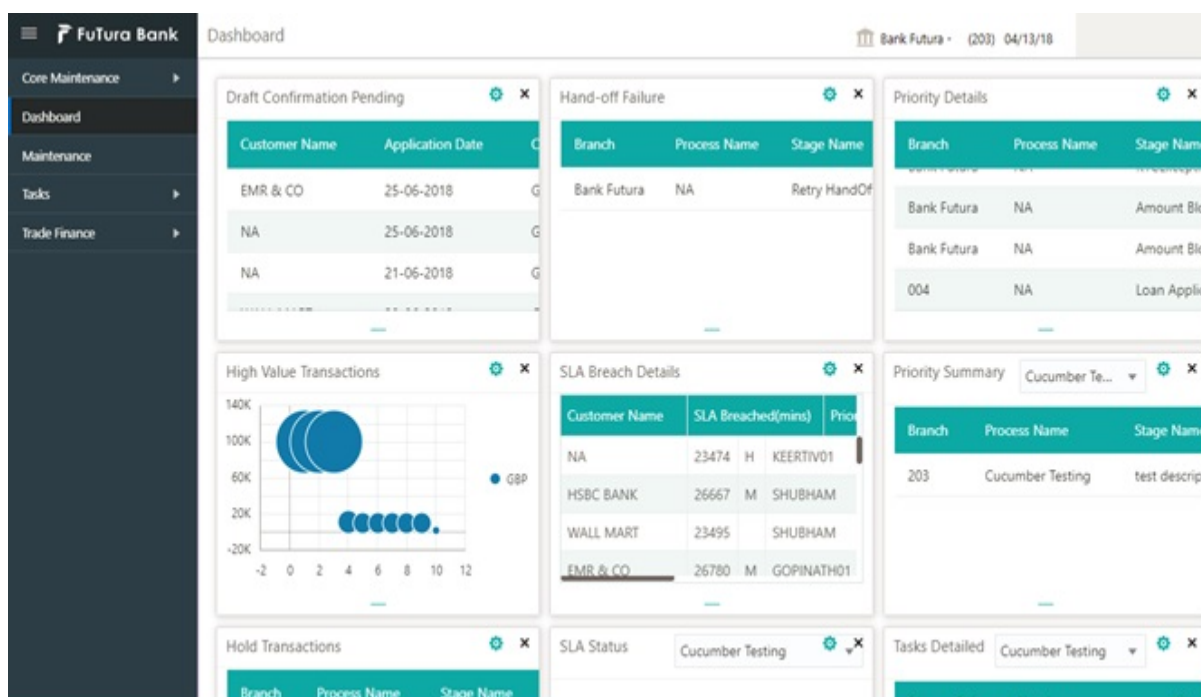 FuTura Bank
Dashboard
Bank Futura - (203) 04/13/18
Core Maintenance
Dashboard
Maintenance
Tasks
Trade Finance
Draft Confirmation Pending
Customer Name Application Date
EMR & CO 25-06-2018 G
NA 25-06-2018 G
NA 21-06-2018 G
Hand-off Failure
Branch Process Name Stage Name
Bank Futura NA Retry HandOf
Priority Details
Branch Process Name Stage Nam
Bank Futura NA Amount Blo
Bank Futura NA Amount Blo
004 NA Loan Appli
High Value Transactions
140K
100K
60K
20K
-20K
-2 0 2 4 6 8 10 12
GBP
SLA Breach Details
Customer Name SLA Breached(mins) Prior
NA 23474 H KEERTIV01
HSBC BANK 26667 M SHUBHAM
WALL MART 23495 SHUBHAM
EMR & CO 26780 M GOPINATH01
Priority Summary Cucumber Te...
Branch Process Name Stage Nam
203 Cucumber Testing test descrip
Hold Transactions
Branch Process Name Stage Name
SLA Status Cucumber Testing
Tasks Detailed Cucumber Testing